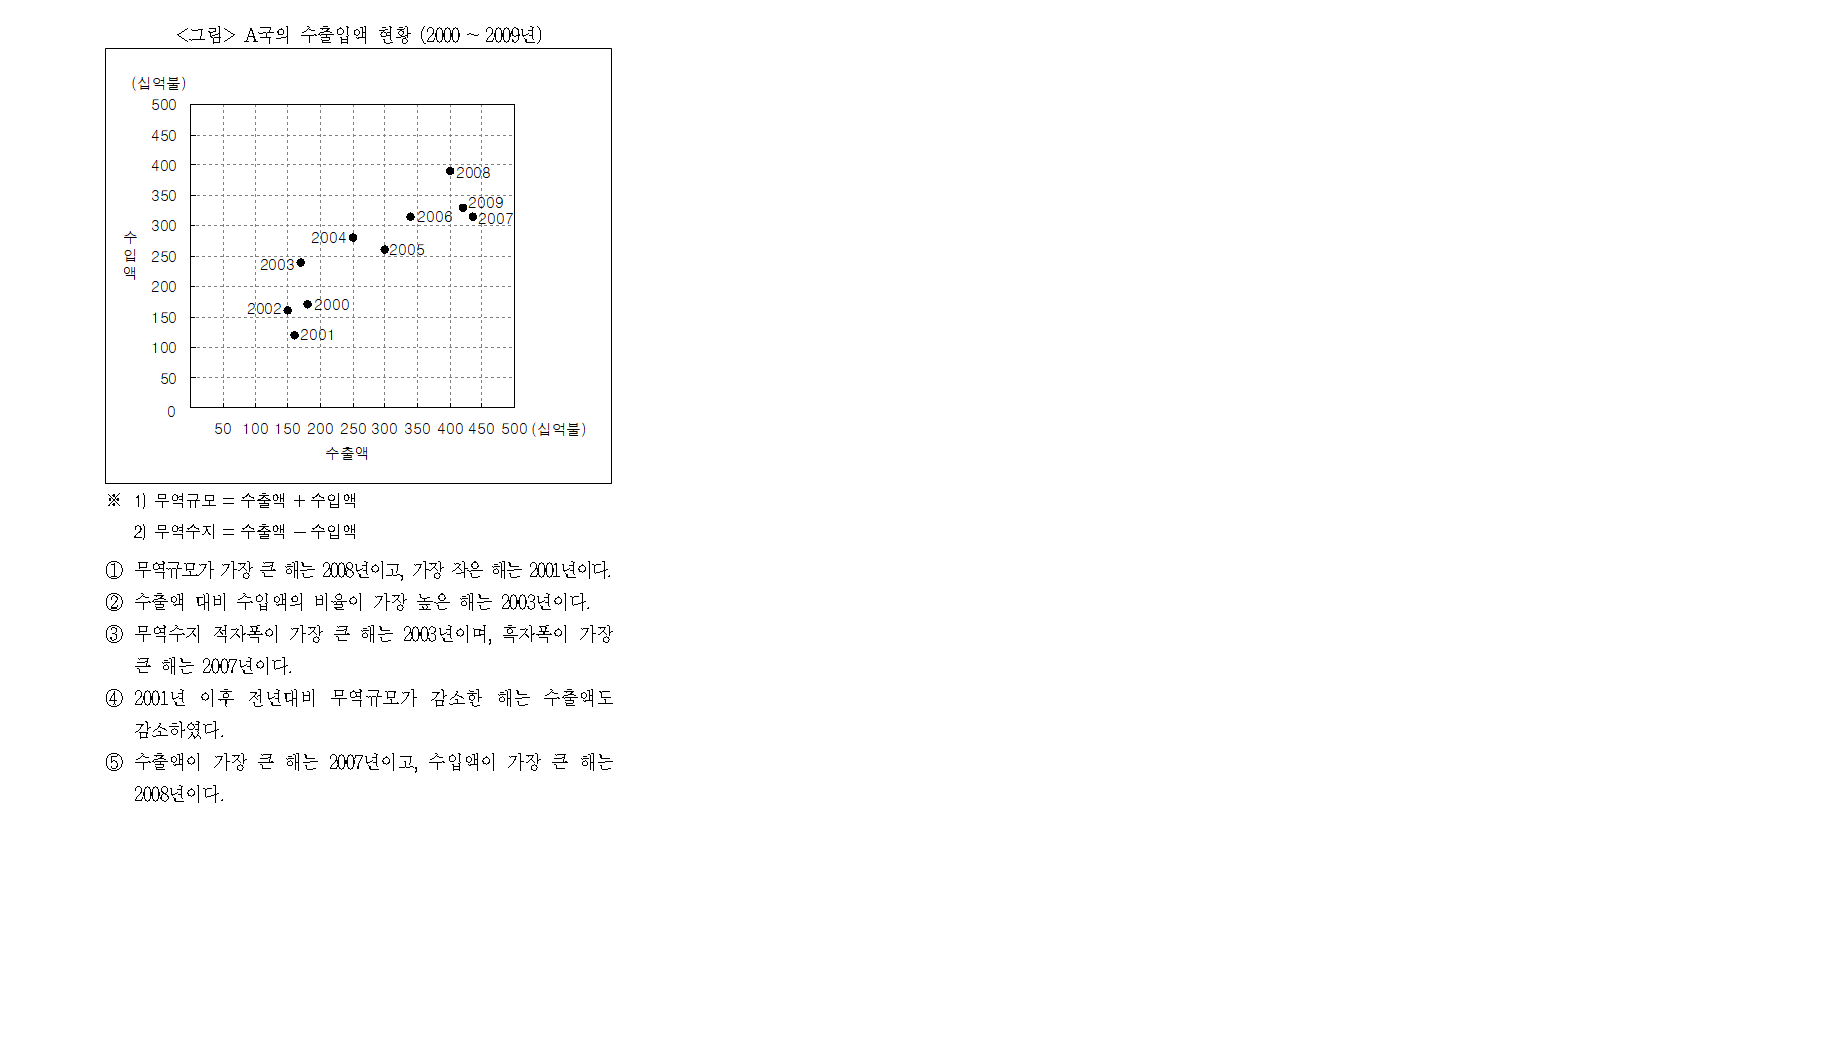 <그림> A국의 수출입액 현황 (2000 ~ 2009년)
(십억불)
500
450
400
350
300
250
200
150
100
50
0
수입액
2008
2009
2007
2006
2004
2005
2003
2002
2000
2001
50 100 150 200 250 300 350 400 450 500 (십억불)
수출액
※ 1) 무역규모 = 수출액 + 수입액
2) 무역수지 = 수출액 - 수입액
① 무역규모가 가장 큰 해는 2008년이고, 가장 작은 해는 2001년이다.
② 수출액 대비 수입액의 비율이 가장 높은 해는 2003년이다.
③ 무역수지 적자폭이 가장 큰 해는 2003년이며, 흑자폭이 가장
큰 해는 2007년이다.
④ 2001년 이후 전년대비 무역규모가 감소한 해는 수출액도
감소하였다.
⑤ 수출액이 가장 큰 해는 2007년이고, 수입액이 가장 큰 해는
2008년이다.